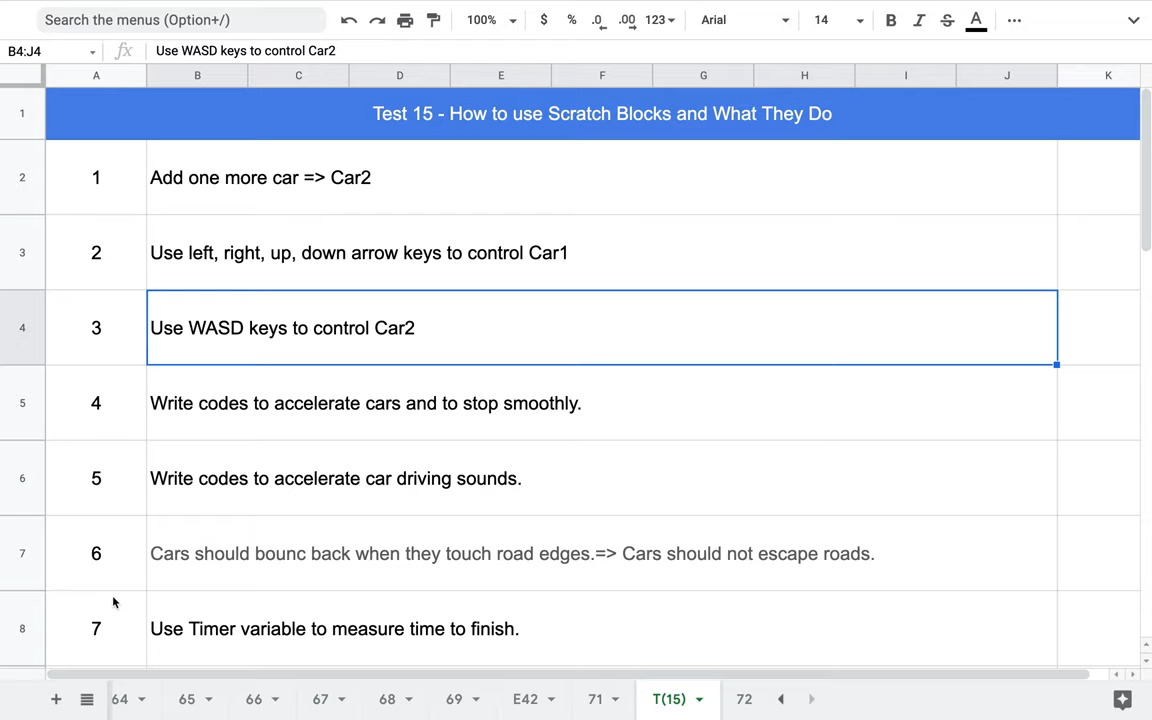 Search the menus (Option+/)
100%
$ % .0 .00 123
Arial
14
B I S A
B4:J4
fx
Use WASD keys to control Car2
A B C D E F G H I J K
1 Test 15 - How to use Scratch Blocks and What They Do
2 1 Add one more car => Car2
3 2 Use left, right, up, down arrow keys to control Car1
4 3 Use WASD keys to control Car2
5 4 Write codes to accelerate cars and to stop smoothly.
6 5 Write codes to accelerate car driving sounds.
7 6 Cars should bounc back when they touch road edges.=> Cars should not escape roads.
8 7 Use Timer variable to measure time to finish.
64 65 66 67 68 69 E42 71 T(15) 72